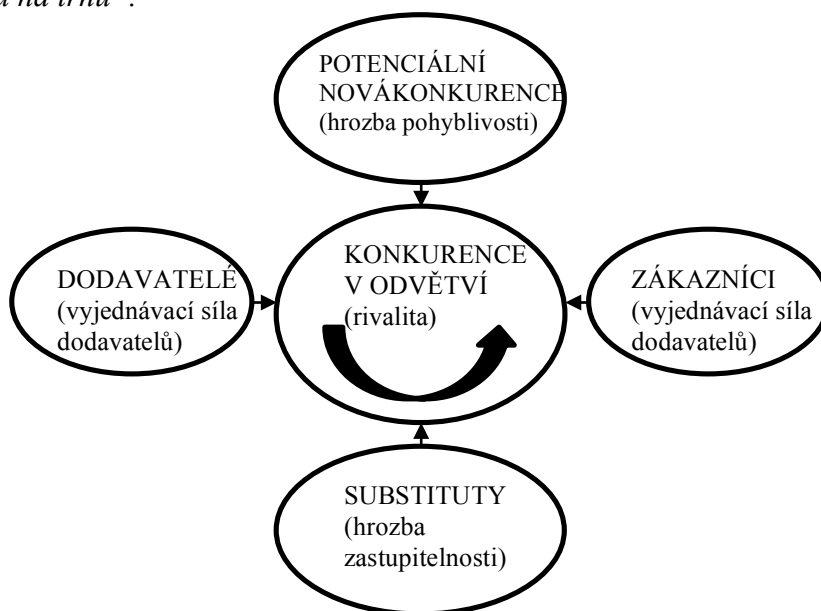 na trhu“.
POTENCIÁLNÍ
NOVÁKONKURENCE
(hrozba pohyblivosti)
DODAVATELÉ
(vyjednávací síla
dodavatelů)
KONKURENCE
V ODVĚTVÍ
(rivalita)
ZÁKAZNÍCI
(vyjednávací síla
dodavatelů)
SUBSTITUTY
(hrozba
zastupitelnosti)